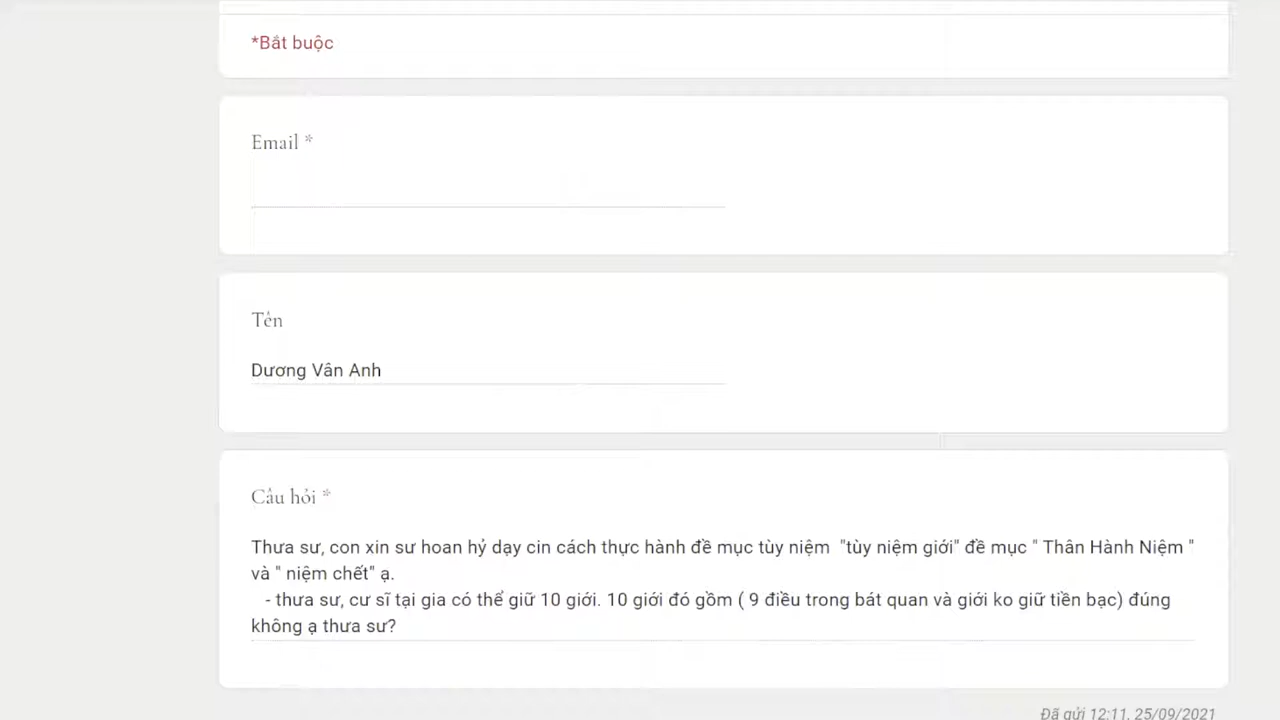 *Bắt buộc
Email *
Tên
Dương Vân Anh
Câu hỏi *
Thưa sư, con xin sư hoan hỷ dạy cin cách thực hành đề mục tùy niệm "tùy niệm giới" đề mục " Thân Hành Niệm "
và " niệm chết" ạ.
- thưa sư, cư sĩ tại gia có thể giữ 10 giới. 10 giới đó gồm ( 9 điều trong bát quan và giới ko giữ tiền bạc) đúng
không ạ thưa sư?
Đã gửi 12:11, 25/09/2021